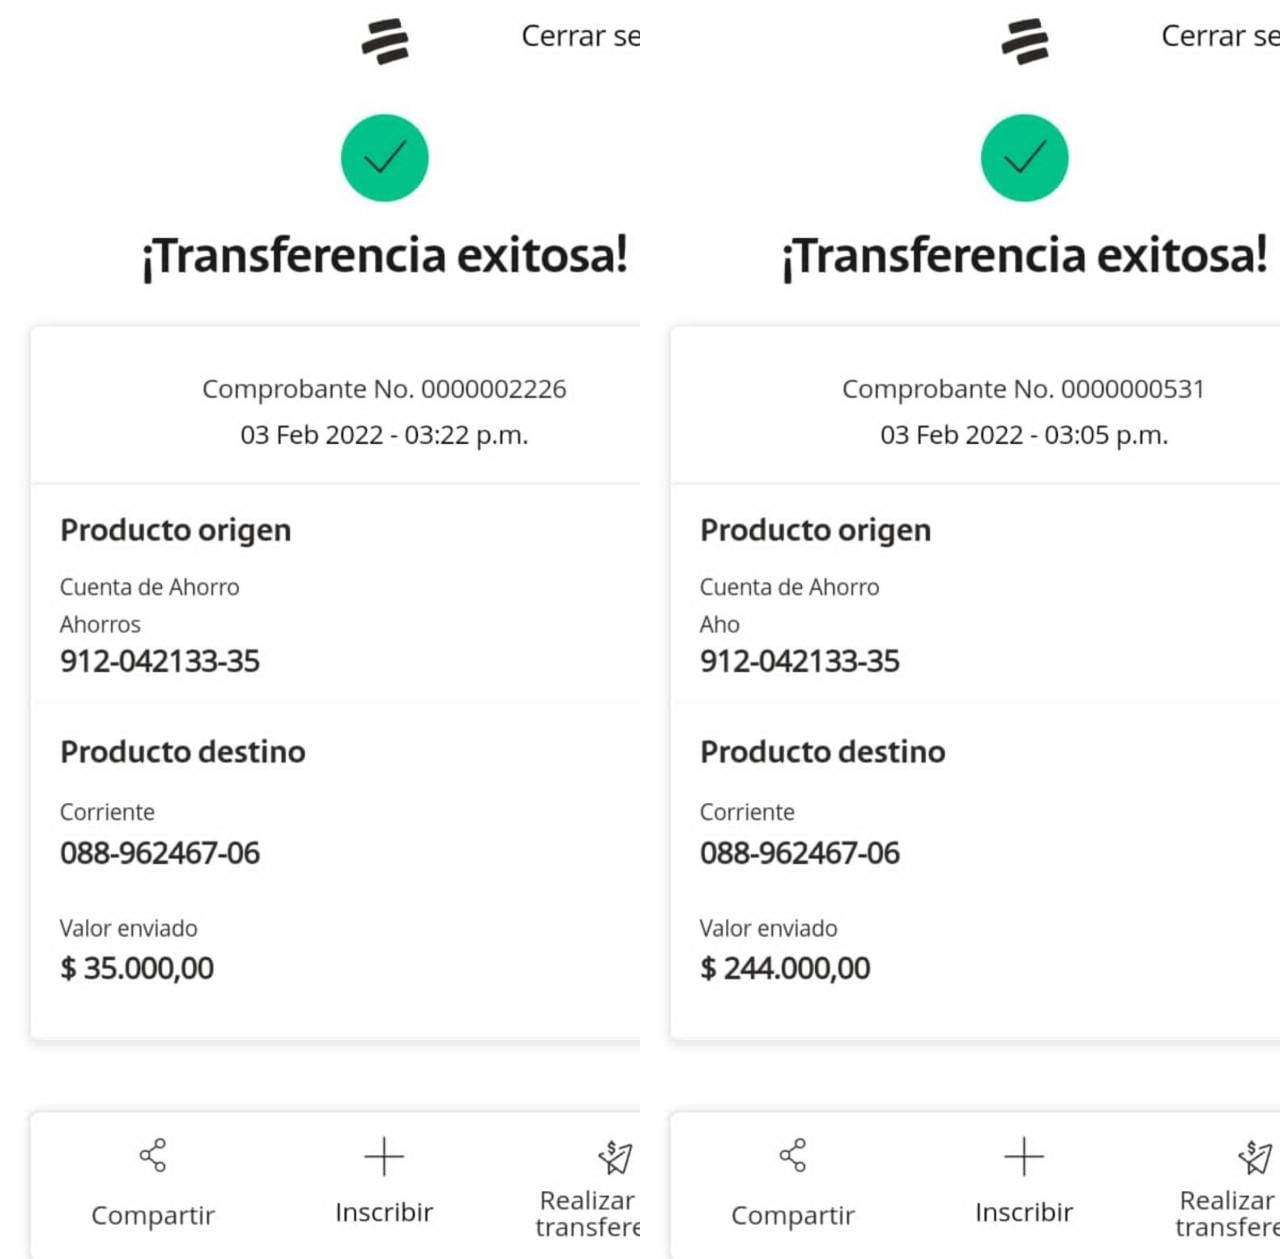 Cerrar se
¡Transferencia exitosa!
Comprobante No. 0000002226
03 Feb 2022 - 03:22 p.m.
Producto origen
Cuenta de Ahorro
Ahorros
912-042133-35
Producto destino
Corriente
088-962467-06
Valor enviado
$ 35.000,00
Compartir
Inscribir
Realizar
transfere
Cerrar se
¡Transferencia exitosa!
Comprobante No. 0000000531
03 Feb 2022 - 03:05 p.m.
Producto origen
Cuenta de Ahorro
Aho
912-042133-35
Producto destino
Corriente
088-962467-06
Valor enviado
$ 244.000,00
Compartir
Inscribir
Realizar
transfere